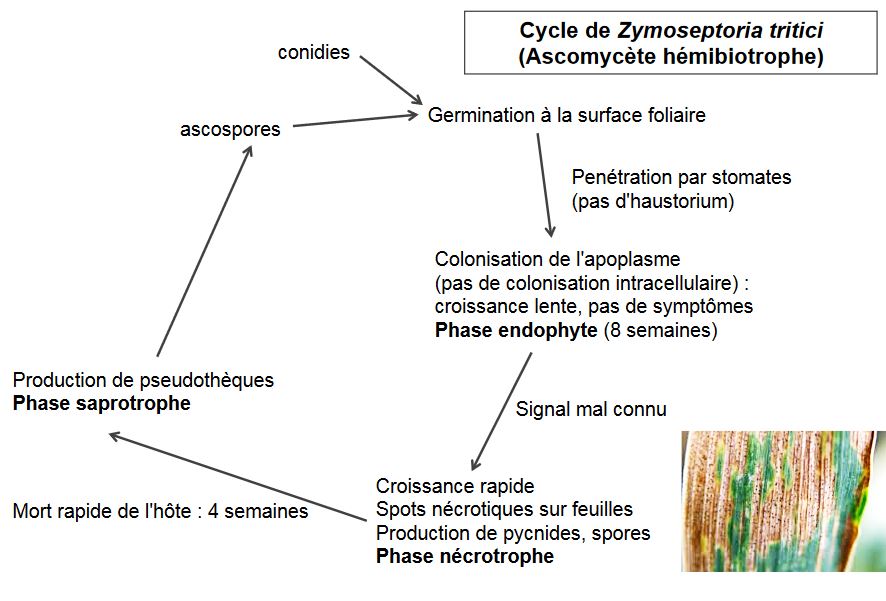 Cycle de Zymoseptoria tritici
(Ascomycète hémibiotrophe)
conidies
ascospores
Germination à la surface foliaire
Penétration par stomates
(pas d'haustorium)
Colonisation de l'apoplasme
(pas de colonisation intracellulaire) :
croissance lente, pas de symptômes
Phase endophyte (8 semaines)
Signal mal connu
Croissance rapide
Spots nécrotiques sur feuilles
Production de pycnides, spores
Phase nécrotrophe
Mort rapide de l'hôte : 4 semaines
Production de pseudothèques
Phase saprotrophe